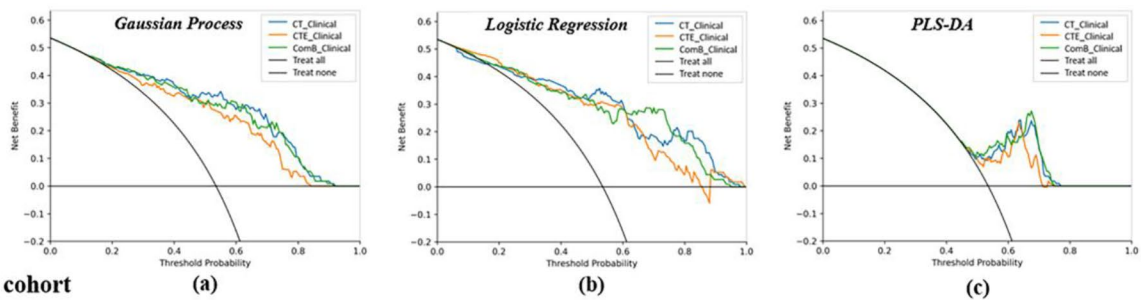 Gaussian Process
CT_Clinical
CTE_Clinical
ComB_Clinical
Treat all
Treat none
0.6
0.5
0.4
0.3
0.2
0.1
0.0
−0.1
−0.2
Net Benefit
0.0 0.2 0.4 0.6 0.8 1.0
Threshold Probability
Logistic Regression
CT_Clinical
CTE_Clinical
ComB_Clinical
Treat all
Treat none
0.6
0.5
0.4
0.3
0.2
0.1
0.0
−0.1
−0.2
Net Benefit
0.0 0.2 0.4 0.6 0.8 1.0
Threshold Probability
PLS-DA
CT_Clinical
CTE_Clinical
ComB_Clinical
Treat all
Treat none
0.6
0.5
0.4
0.3
0.2
0.1
0.0
−0.1
−0.2
Net Benefit
0.0 0.2 0.4 0.6 0.8 1.0
Threshold Probability
cohort (a) (b) (c)